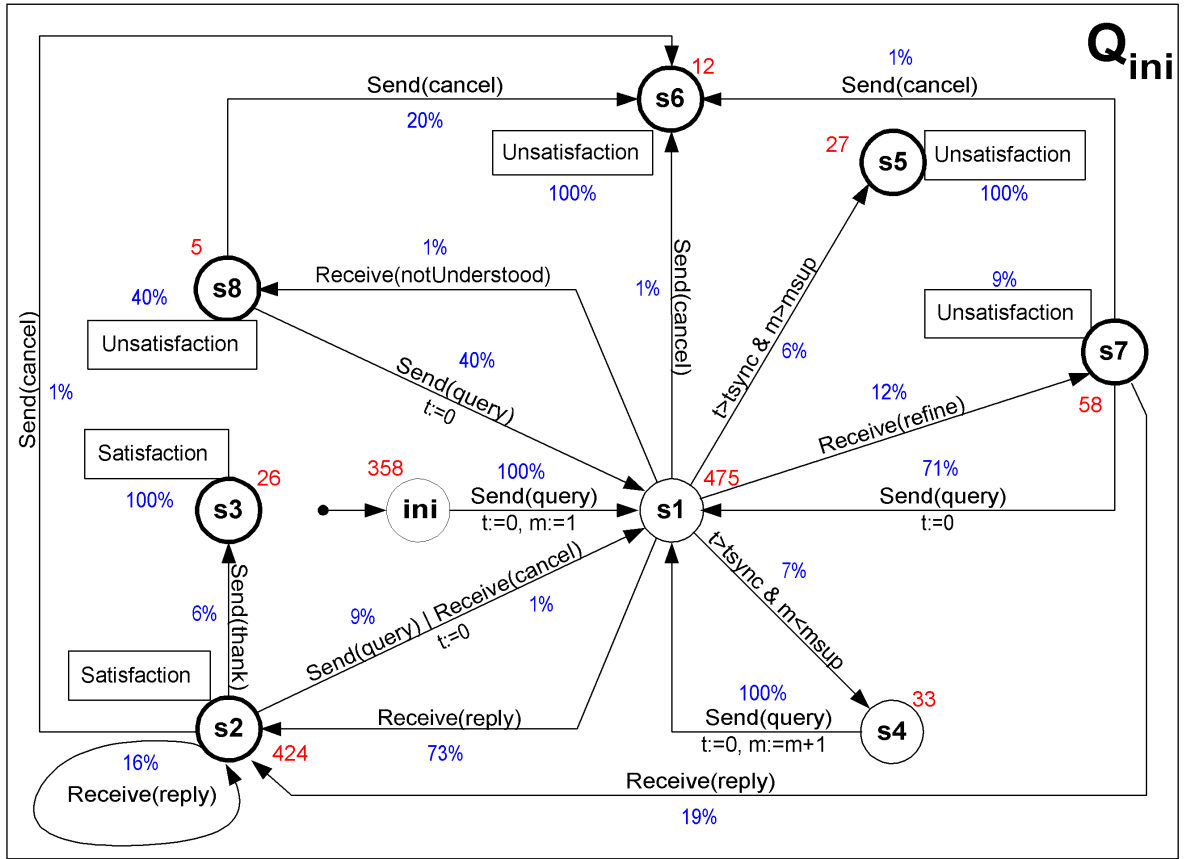 Q ini
12
1%
Send(cancel)
s6
Send(cancel)
20%
27
s5
Unsatisfaction
100%
Unsatisfaction
100%
5
1%
Receive(notUnderstood)
s8
40%
Unsatisfaction
Send(cancel)
1%
Send(cancel)
1%
t>tsync & m>msup
6%
9%
Unsatisfaction
s7
58
40%
Send(query)
t:=0
12%
Receive(refine)
Satisfaction
100%
26
s3
358
ini
100%
Send(query)
t:=0, m:=1
475
s1
71%
Send(query)
t:=0
6%
Send(thank)
9%
Send(query) | Receive(cancel)
t:=0
1%
t>tsync & m<msup
7%
Satisfaction
s2
424
Receive(reply)
73%
100%
Send(query)
t:=0, m:=m+1
33
s4
16%
Receive(reply)
Receive(reply)
19%